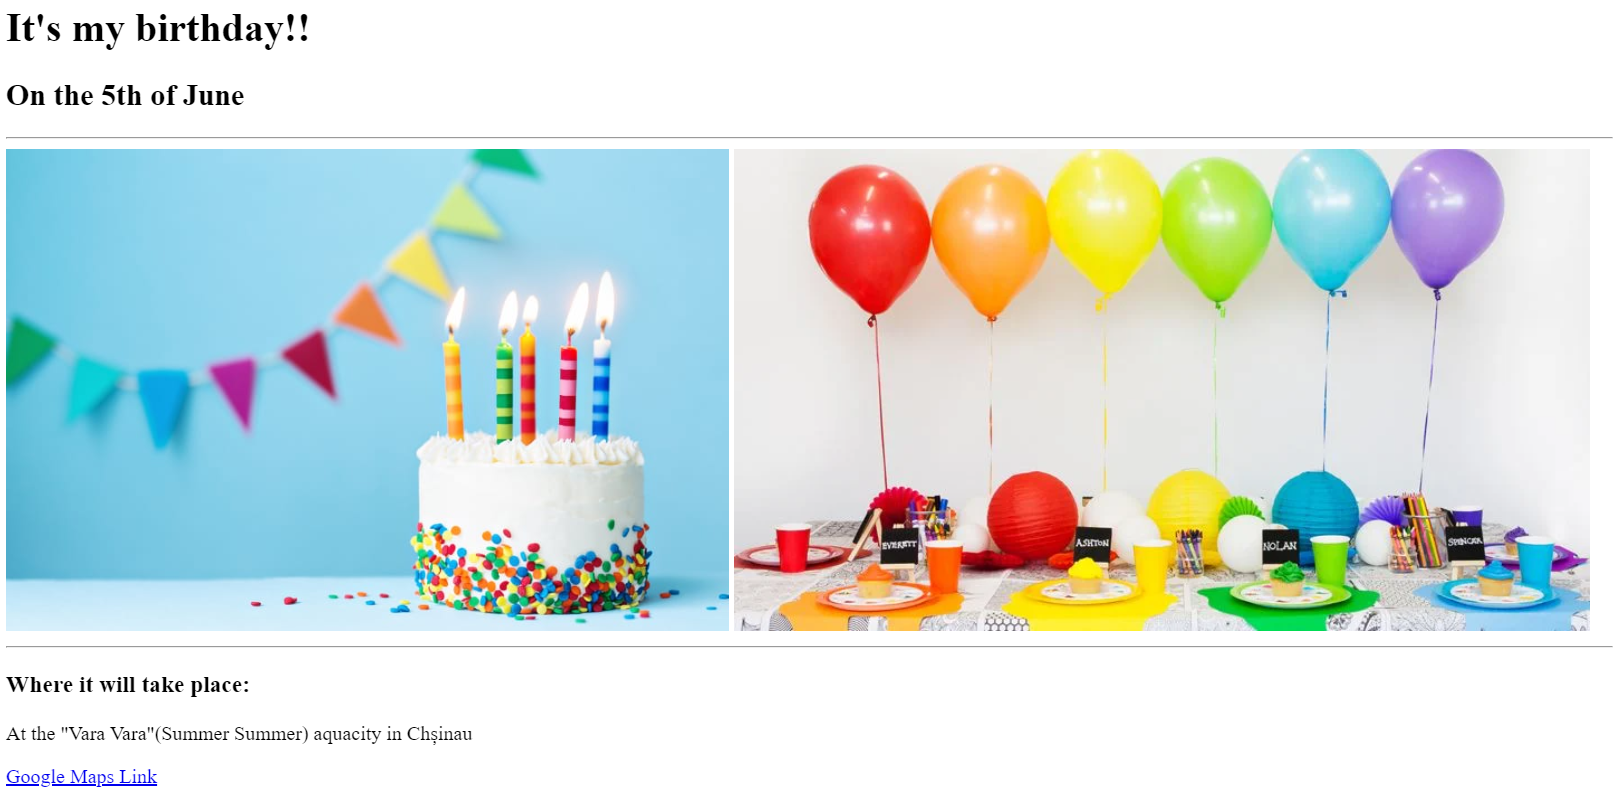 It's my birthday!!
On the 5th of June
EVERETT
ASHTON
NOLAN
SPENCER
Where it will take place:
At the "Vara Vara"(Summer Summer) aquacity in Chșinau
Google Maps Link